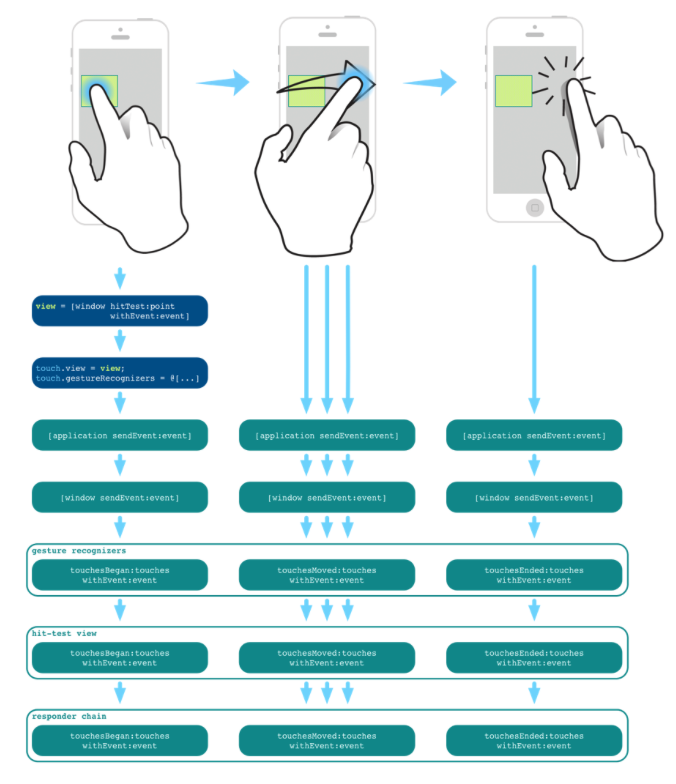 view = [window hitTest:point
withEvent:event]
touch.view = view;
touch.gestureRecognizers = @[...]
[application sendEvent:event]
[application sendEvent:event]
[application sendEvent:event]
[window sendEvent:event]
[window sendEvent:event]
[window sendEvent:event]
gesture recognizers
touchesBegan:touches
withEvent:event
touchesMoved:touches
withEvent:event
touchesEnded:touches
withEvent:event
hit-test view
touchesBegan:touches
withEvent:event
touchesMoved:touches
withEvent:event
touchesEnded:touches
withEvent:event
responder chain
touchesBegan:touches
withEvent:event
touchesMoved:touches
withEvent:event
touchesEnded:touches
withEvent:event